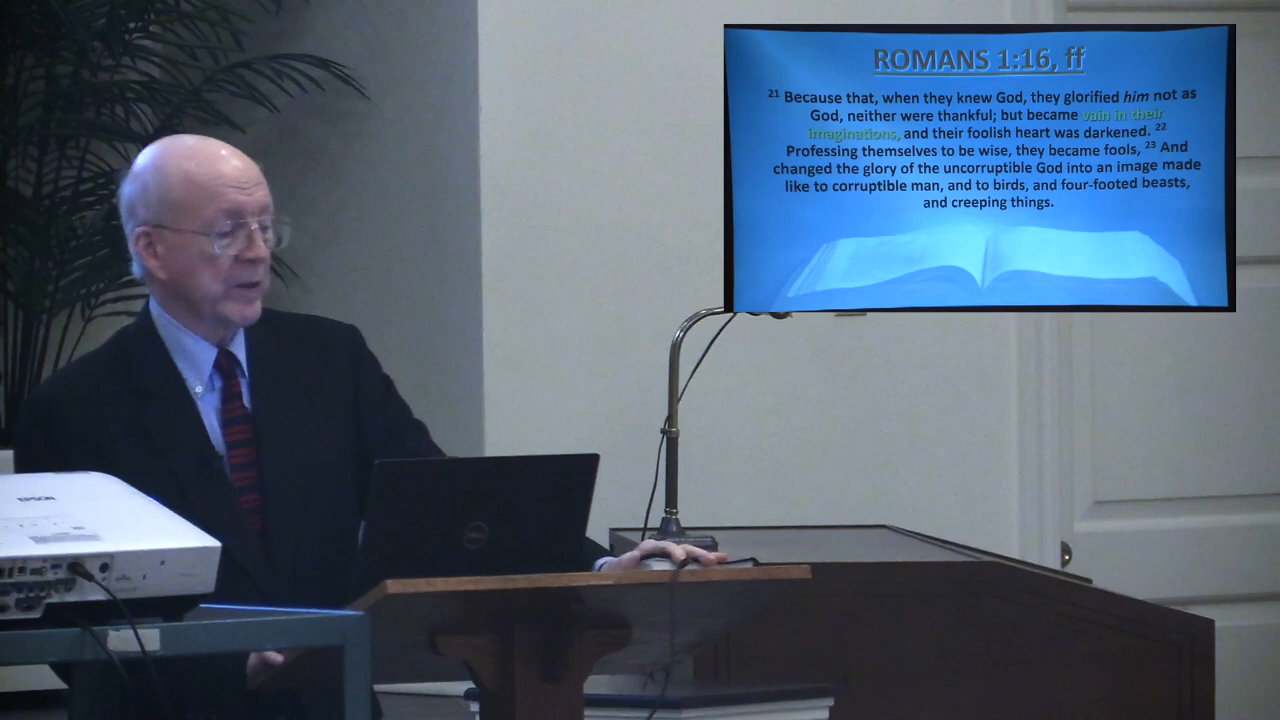 ROMANS 1:16, ff
21 Because that, when they knew God, they glorified him not as
God, neither were thankful; but became vain in their
imaginations, and their foolish heart was darkened. 22
Professing themselves to be wise, they became fools, 23 And
changed the glory of the uncorruptible God into an image made
like to corruptible man, and to birds, and four-footed beasts,
and creeping things.
EPSON
DELL